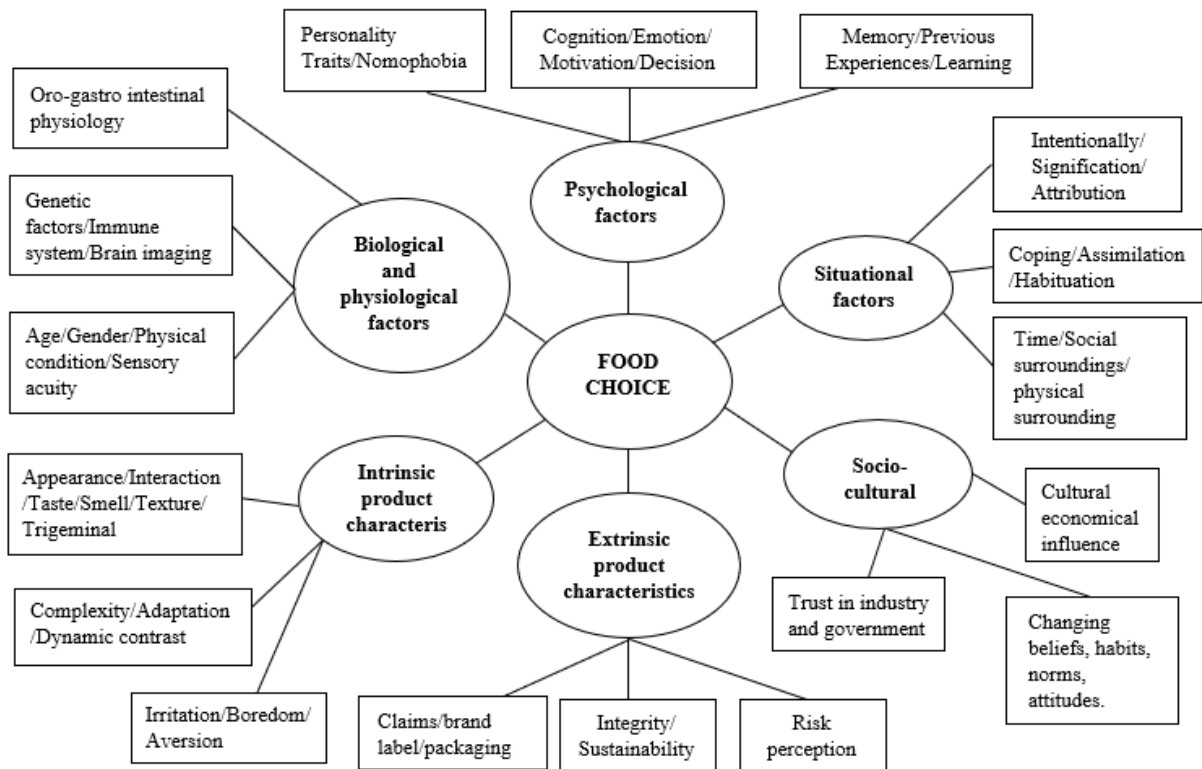 Personality
Traits/Nomophobia
Cognition/Emotion/
Motivation/Decision
Memory/Previous
Experiences/Learning
Oro-gastro intestinal
physiology
Genetic
factors/Immune
system/Brain imaging
Age/Gender/Physical
condition/Sensory
acuity
Biological
and
physiological
factors
Psychological
factors
Situational
factors
Intentionally/
Signification/
Attribution
Coping/Assimilation
/Habituation
Time/Social
surroundings/
physical
surrounding
FOOD
CHOICE
Appearance/Interaction
/Taste/Smell/Texture/
Trigeminal
Complexity/Adaptation
/Dynamic contrast
Irritation/Boredom/
Aversion
Intrinsic
product
characteris
Extrinsic
product
characteristics
Claims/brand
label/packaging
Integrity/
Sustainability
Risk
perception
Socio-
cultural
Cultural
economical
influence
Trust in industry
and government
Changing
beliefs, habits,
norms,
attitudes.